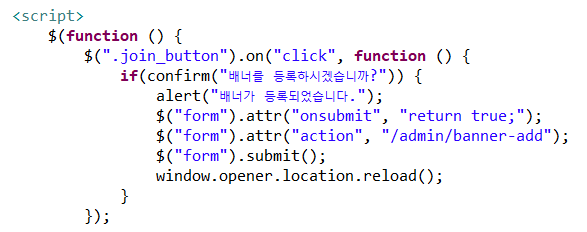 <script>
$(function () {
$(".join_button").on("click", function () {
if(confirm("배너를 등록하시겠습니까?")) {
alert("배너가 등록되었습니다.");
$("form").attr("onsubmit", "return true;");
$("form").attr("action", "/admin/banner-add");
$("form").submit();
window.opener.location.reload();
}
});